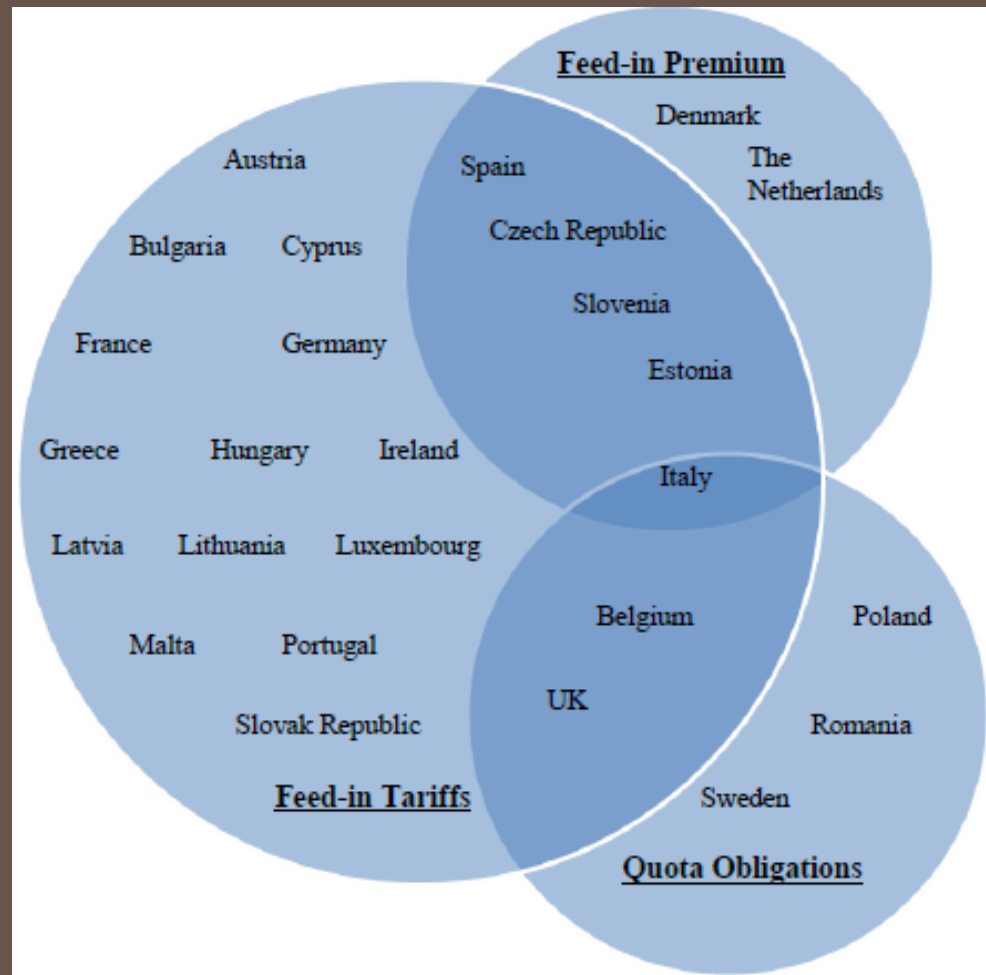 Feed-in Premium
Denmark
The
Netherlands
Austria
Spain
Czech Republic
Bulgaria
Cyprus
Slovenia
France
Germany
Estonia
Greece
Hungary
Ireland
Italy
Latvia
Lithuania
Luxembourg
Belgium
Poland
Malta
Portugal
UK
Slovak Republic
Romania
Feed-in Tariffs
Sweden
Quota Obligations